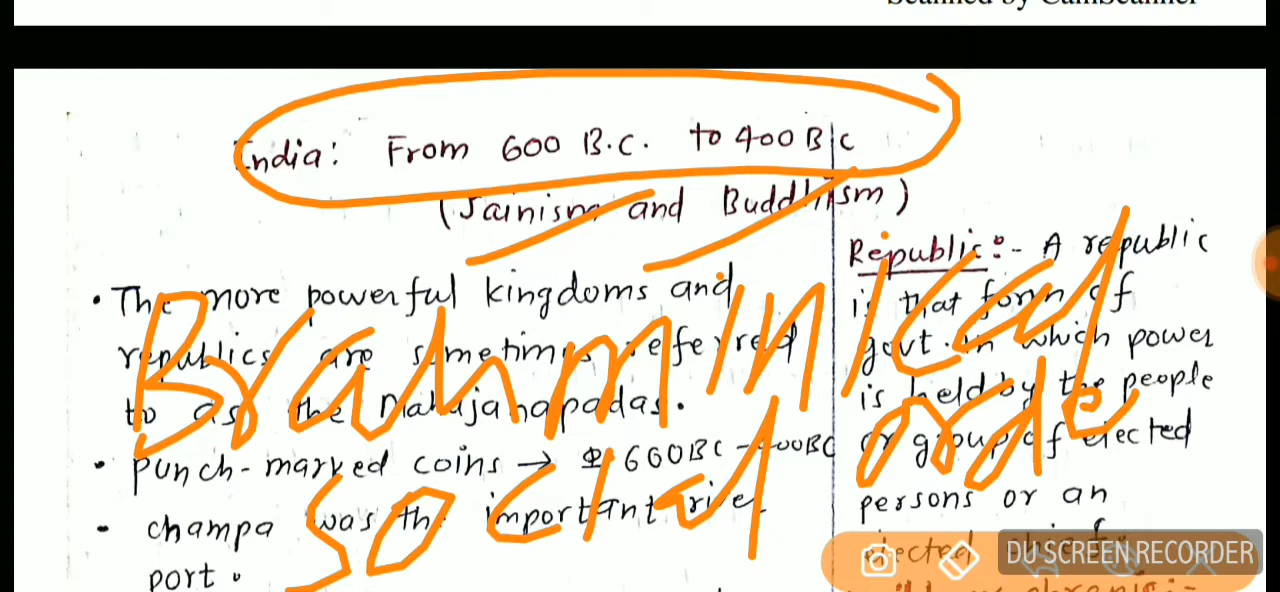 Scanned by CamScanner
India: From 600 B.C. to 400 B|C
(Jainism and Buddhism)
• The more powerful kingdoms and
republics are sometimes referred
to as the Mahajanapadas.
• Punch-marked coins → 600BC - 400BC
- champa was the important river
port.
Republic:- A republic
is that form of
govt. in which power
is held by the people
or group of elected
persons or an
elected chief.
Brahminical
social order
DU SCREEN RECORDER